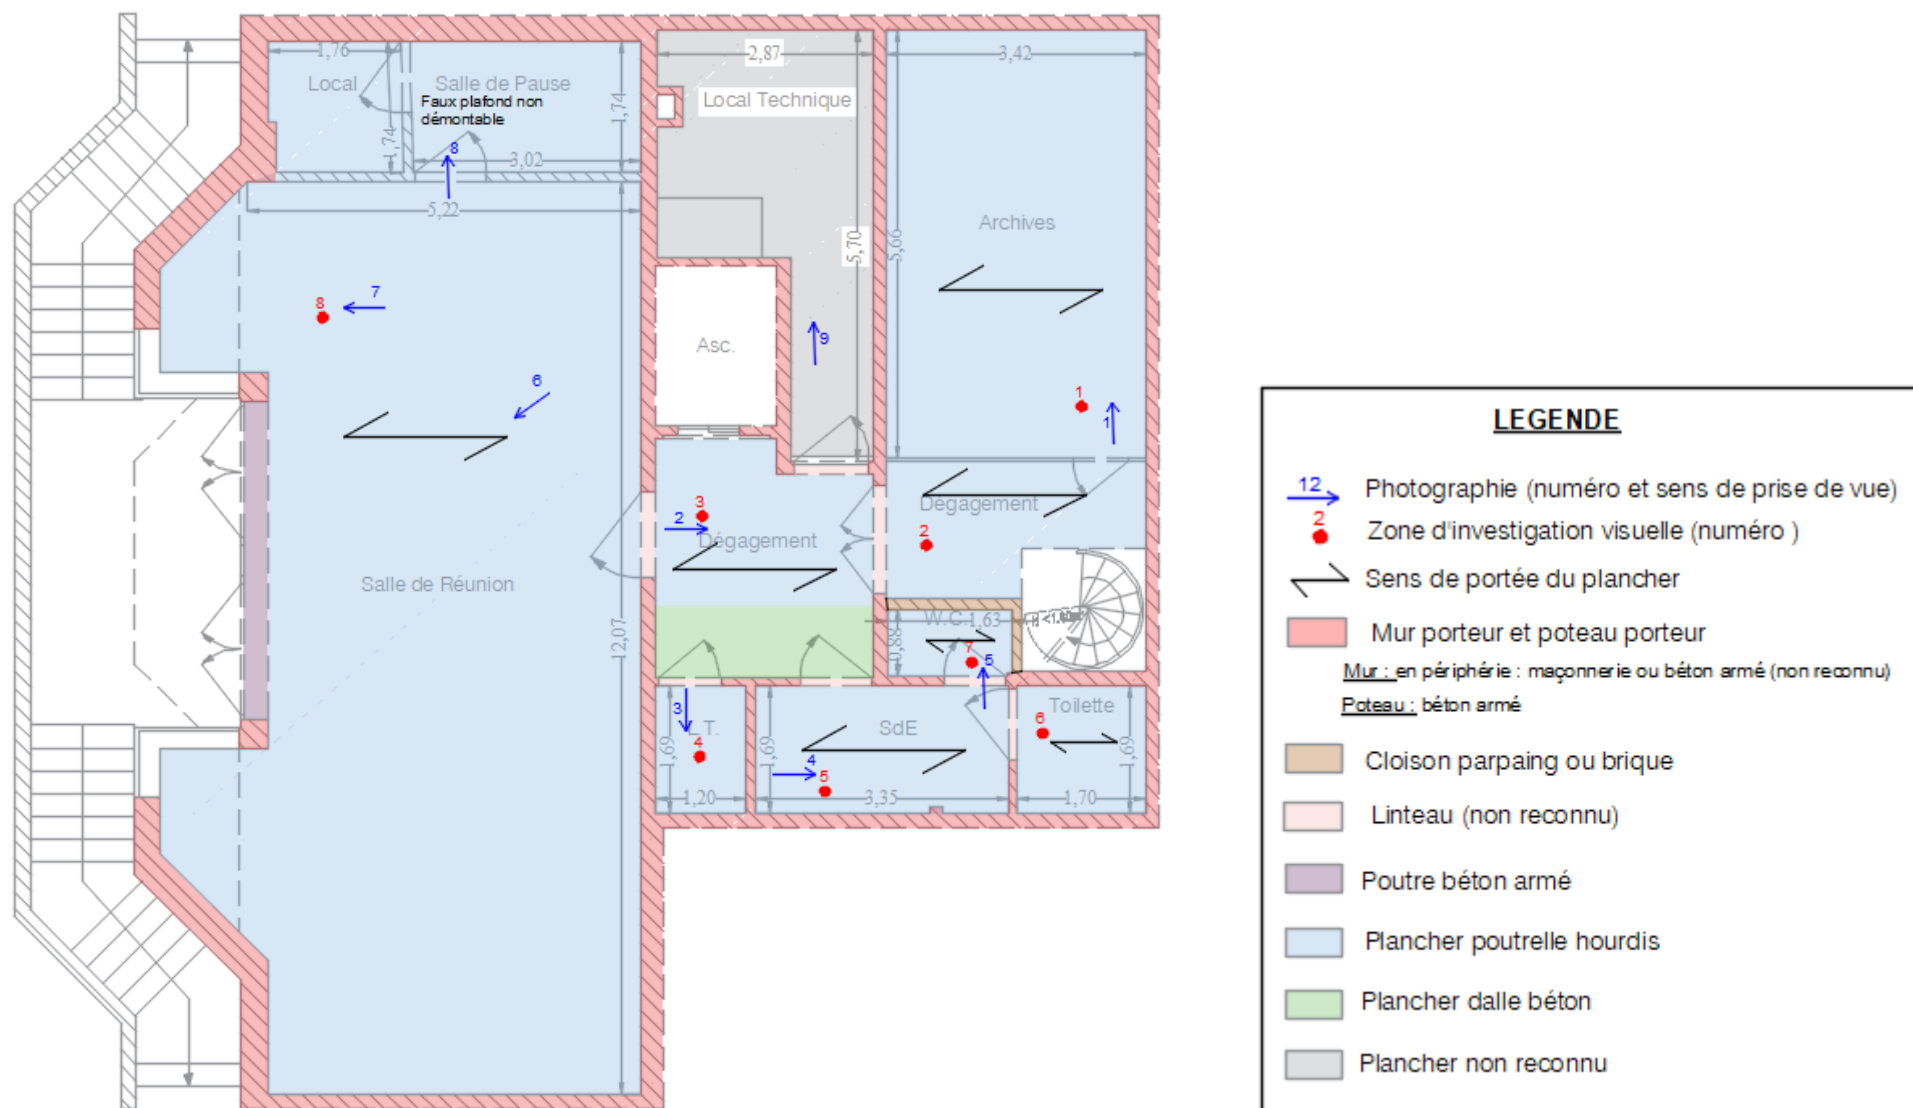 1,76
Local
Salle de Pause
Faux plafond non
démontable
1,74
1,74
8
3,02
5,22
2,87
Local Technique
5,70
3,42
Archives
5,66
8
7
6
9
Asc.
1
1
3
2
Dégagement
Dégagement
2
Salle de Réunion
12,07
W.C.
1,63
0,88
7
5
3
L.T.
4
1,69
1,20
SdE
1,69
4
5
3,35
Toilette
6
1,69
1,70
LEGENDE
12
Photographie (numéro et sens de prise de vue)
2
Zone d'investigation visuelle (numéro )
Sens de portée du plancher
Mur porteur et poteau porteur
Mur : en périphérie : maçonnerie ou béton armé (non reconnu)
Poteau : béton armé
Cloison parpaing ou brique
Linteau (non reconnu)
Poutre béton armé
Plancher poutrelle hourdis
Plancher dalle béton
Plancher non reconnu